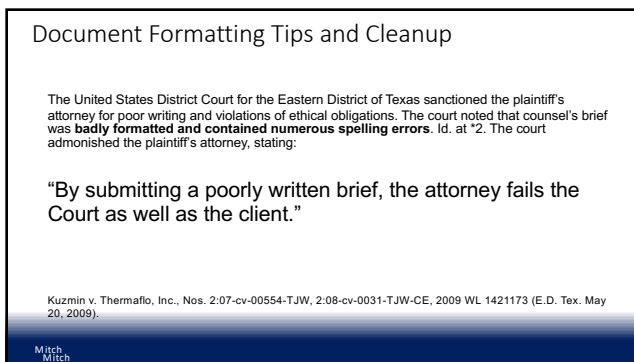 Document Formatting Tips and Cleanup
The United States District Court for the Eastern District of Texas sanctioned the plaintiff's
attorney for poor writing and violations of ethical obligations. The court noted that counsel's brief
was badly formatted and contained numerous spelling errors. Id. at *2. The court
admonished the plaintiff's attorney, stating:
“By submitting a poorly written brief, the attorney fails the
Court as well as the client.”
Kuzmin v. Thermaflo, Inc., Nos. 2:07-cv-00554-TJW, 2:08-cv-0031-TJW-CE, 2009 WL 1421173 (E.D. Tex. May
20, 2009).
Mitch
Mitch